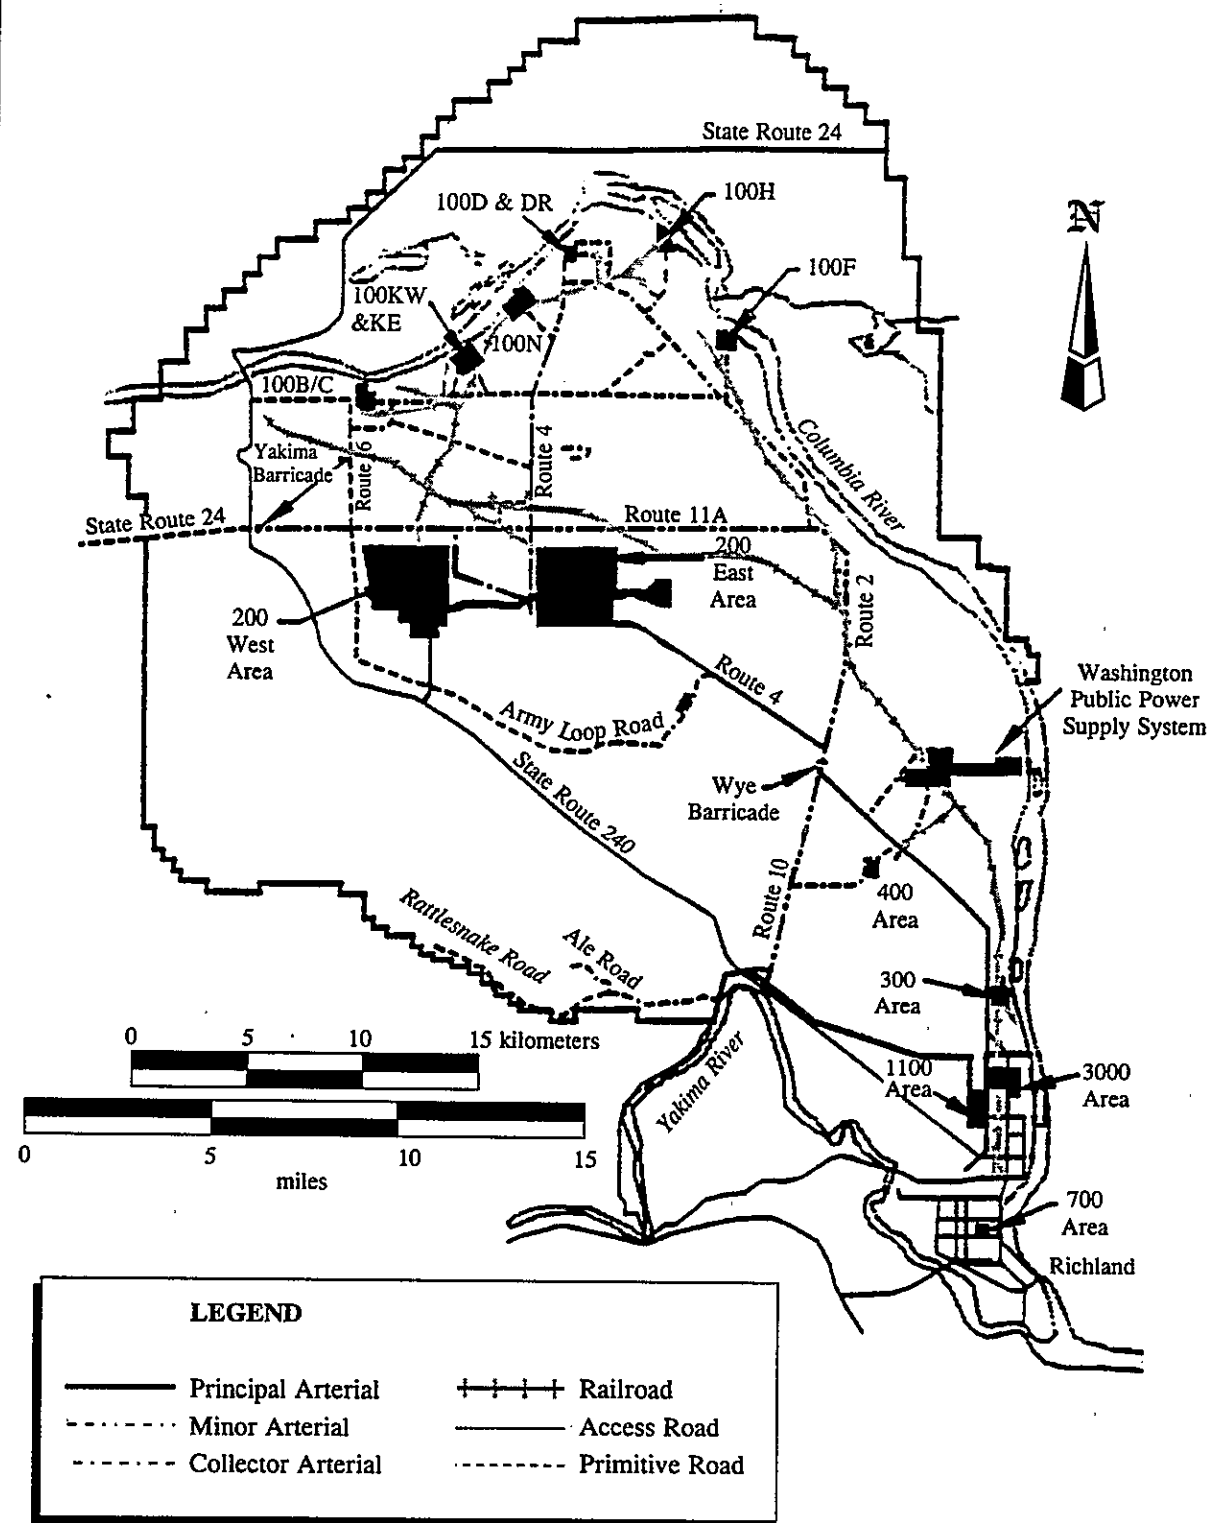 State Route 24
N
100D & DR
100H
100F
100KW
&KE
100N
100B/C
Columbia River
Yakima
Barricade
Route 6
Route 4
State Route 24
Route 11A
200
East
Area
Route 2
200
West
Area
Route 4
Washington
Public Power
Supply System
Army Loop Road
State Route 240
Wye
Barricade
Route 10
400
Area
Rattlesnake Road
Ale Road
300
Area
0 5 10 15 kilometers
Yakima River
1100
Area
3000
Area
0 5 10 15
miles
700
Area
Richland
LEGEND
Principal Arterial
Railroad
Minor Arterial
Access Road
Collector Arterial
Primitive Road